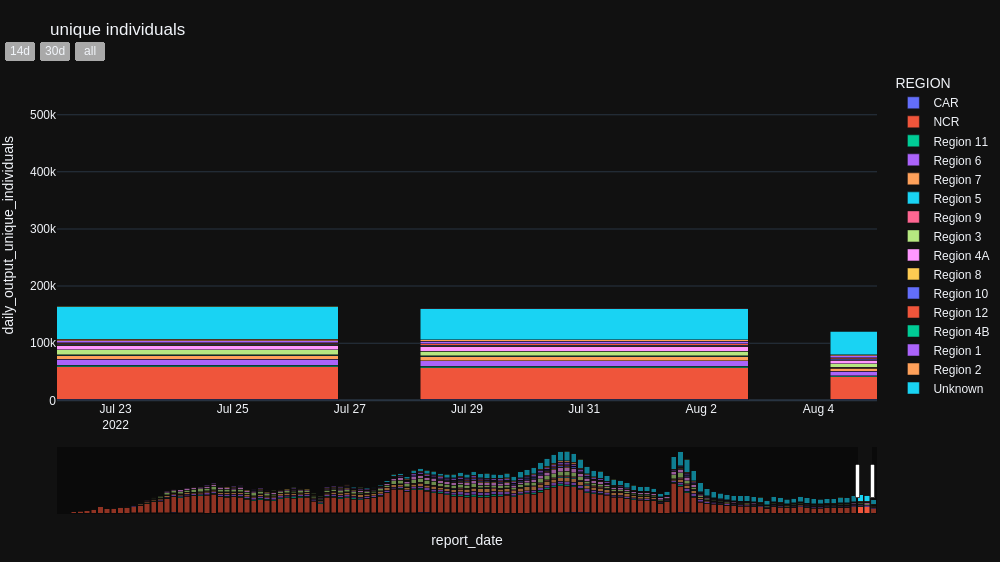 unique individuals
14d 30d all
daily_output_unique_individuals
500k
400k
300k
200k
100k
0
Jul 23 Jul 25 Jul 27 Jul 29 Jul 31 Aug 2 Aug 4
2022
report_date
REGION
CAR
NCR
Region 11
Region 6
Region 7
Region 5
Region 9
Region 3
Region 4A
Region 8
Region 10
Region 12
Region 4B
Region 1
Region 2
Unknown